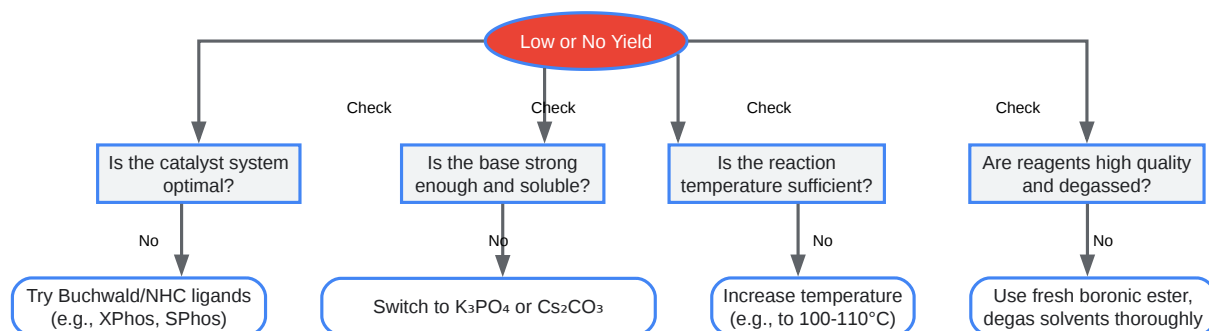 Low or No Yield
Check
Check
Check
Check
Is the catalyst system
optimal?
Is the base strong
enough and soluble?
Is the reaction
temperature sufficient?
Are reagents high quality
and degassed?
No
No
No
No
Try Buchwald/NHC ligands
(e.g., XPhos, SPhos)
Switch to K₃PO₄ or Cs₂CO₃
Increase temperature
(e.g., to 100-110°C)
Use fresh boronic ester,
degas solvents thoroughly